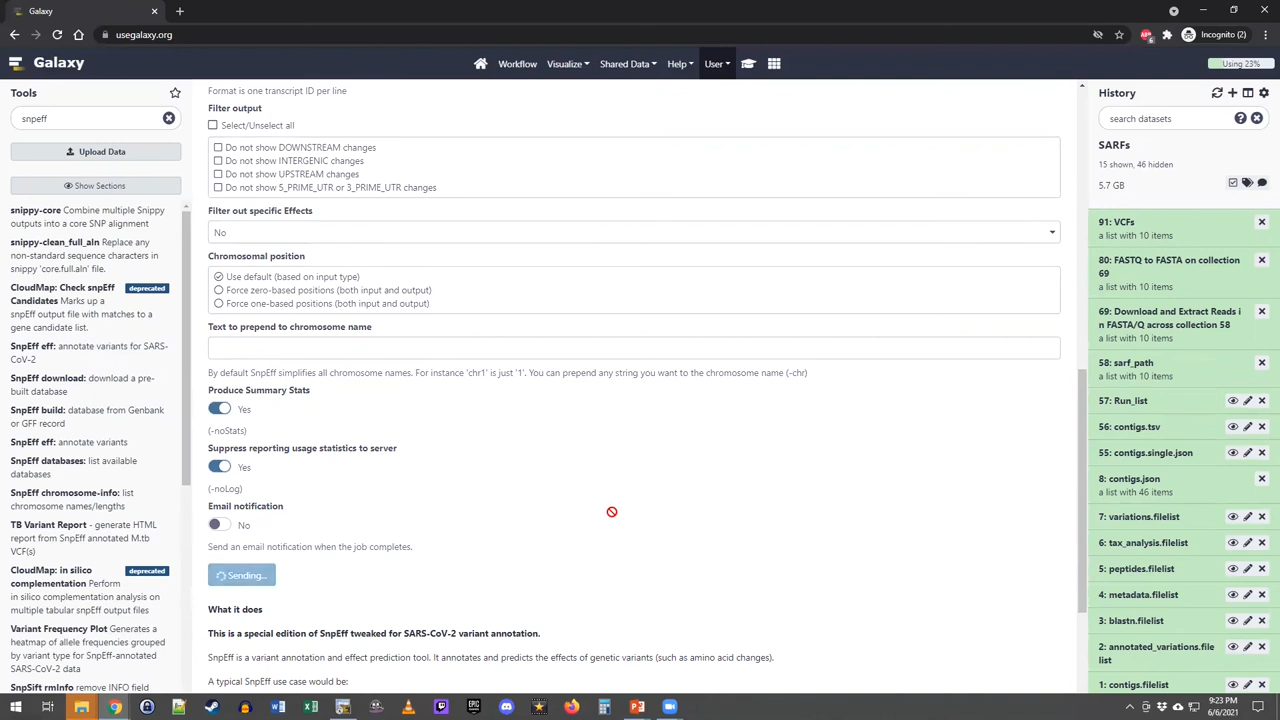 Galaxy
usegalaxy.org
Incognito (2)
Galaxy
Workflow
Visualize
Shared Data
Help
User
Using 23%
Tools
snpeff
Upload Data
Show Sections
snippy-core Combine multiple Snippy
outputs into a core SNP alignment
snippy-clean_full_aln Replace any
non-standard sequence characters in
snippy 'core.full.aln' file.
CloudMap: Check snpEff deprecated
Candidates Marks up a
snpEff output file with matches to a
gene candidate list.
SnpEff eff: annotate variants for SARS-
CoV-2
SnpEff download: download a pre-
built database
SnpEff build: database from Genbank
or GFF record
SnpEff eff: annotate variants
SnpEff databases: list available
databases
SnpEff chromosome-info: list
chromosome names/lengths
TB Variant Report - generate HTML
report from SnpEff annotated M.tb
VCF(s)
CloudMap: in silico deprecated
complementation Perform
in silico complementation analysis on
multiple tabular snpEff output files
Variant Frequency Plot Generates a
heatmap of allele frequencies grouped
by variant type for SnpEff-annotated
SARS-CoV-2 data
SnpSift rmInfo remove INFO field
Format is one transcript ID per line
Filter output
Select/Unselect all
Do not show DOWNSTREAM changes
Do not show INTERGENIC changes
Do not show UPSTREAM changes
Do not show 5_PRIME_UTR or 3_PRIME_UTR changes
Filter out specific Effects
No
Chromosomal position
Use default (based on input type)
Force zero-based positions (both input and output)
Force one-based positions (both input and output)
Text to prepend to chromosome name
By default SnpEff simplifies all chromosome names. For instance 'chr1' is just '1'. You can prepend any string you want to the chromosome name (-chr)
Produce Summary Stats
Yes
(-noStats)
Suppress reporting usage statistics to server
Yes
(-noLog)
Email notification
No
Send an email notification when the job completes.
Sending...
What it does
This is a special edition of SnpEff tweaked for SARS-CoV-2 variant annotation.
SnpEff is a variant annotation and effect prediction tool. It annotates and predicts the effects of genetic variants (such as amino acid changes).
A typical SnpEff use case would be:
History
search datasets
SARFs
15 shown, 46 hidden
5.7 GB
91: VCFs
a list with 10 items
80: FASTQ to FASTA on collection
69
a list with 10 items
69: Download and Extract Reads i
n FASTA/Q across collection 58
a list with 10 items
58: sarf_path
a list with 10 items
57: Run_list
56: contigs.tsv
55: contigs.single.json
8: contigs.json
a list with 46 items
7: variations.filelist
6: tax_analysis.filelist
5: peptides.filelist
4: metadata.filelist
3: blastn.filelist
2: annotated_variations.file
list
1: contigs.filelist
9:23 PM
6/6/2021